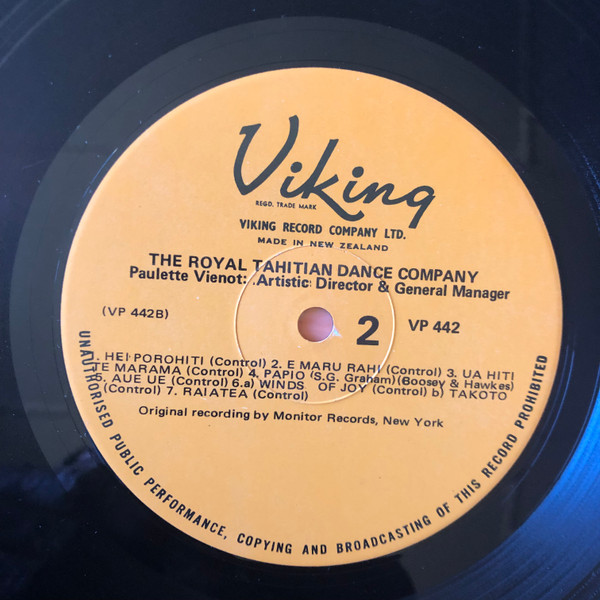 Viking
REGD. TRADE MARK
VIKING RECORD COMPANY LTD.
MADE IN NEW ZEALAND
THE ROYAL TAHITIAN DANCE COMPANY
Paulette Vienot: Artistic Director & General Manager
(VP 442B)
2
VP 442
1. HEI POROHITI (Control) 2. E MARU RAHI (Control) 3. UA HITI
TE MARAMA (Control) 4. PAPIO (S.G. Graham) (Boosey & Hawkes)
5. AUE UE (Control) 6.a) WINDS OF JOY (Control) b) TAKOTO
(Control) 7. RAIATEA (Control)
Original recording by Monitor Records, New York
UNAUTHORISED PUBLIC PERFORMANCE, COPYING AND BROADCASTING OF THIS RECORD PROHIBITED